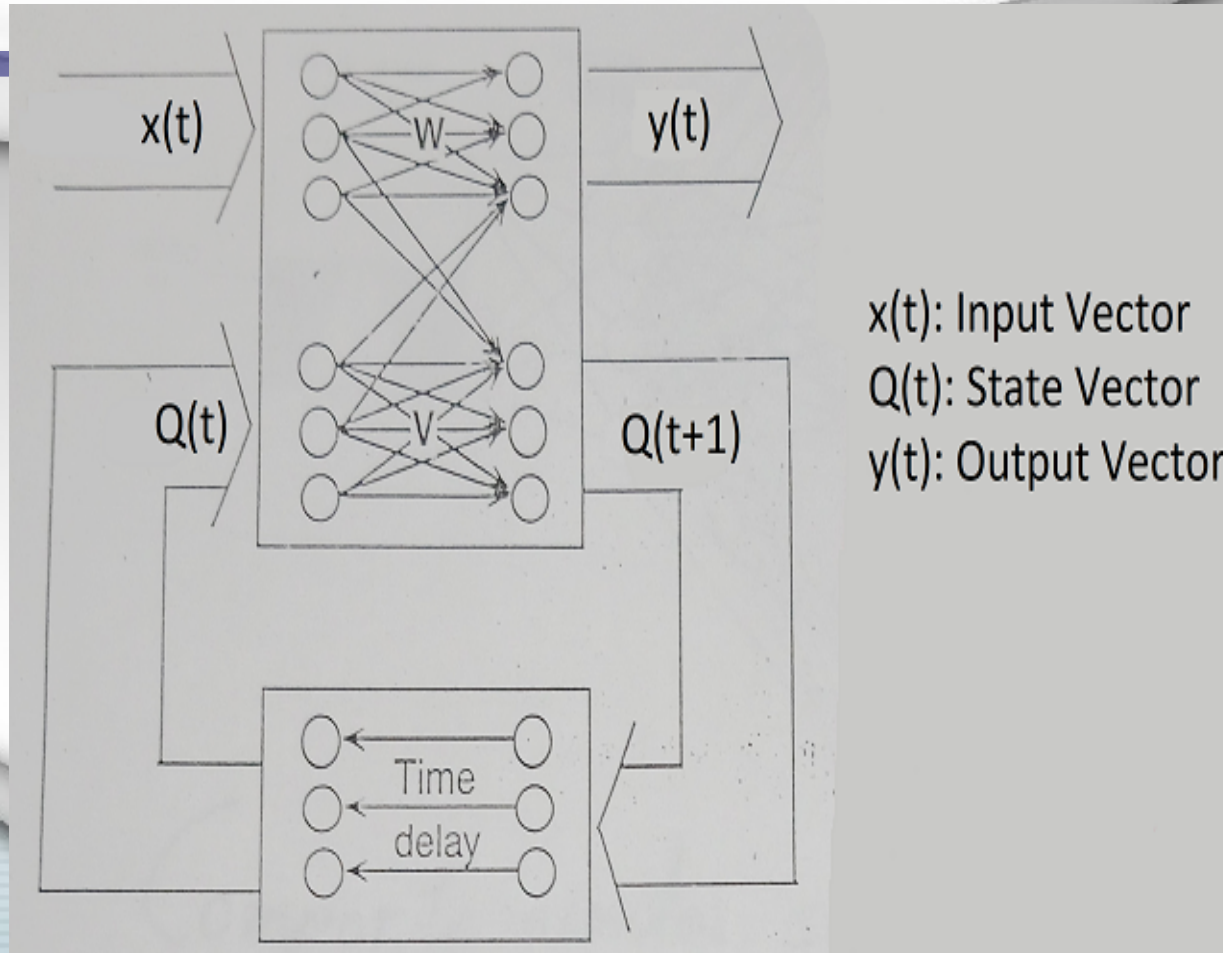 x(t)
W
y(t)
Q(t)
V
Q(t+1)
Time
delay
x(t): Input Vector
Q(t): State Vector
y(t): Output Vector